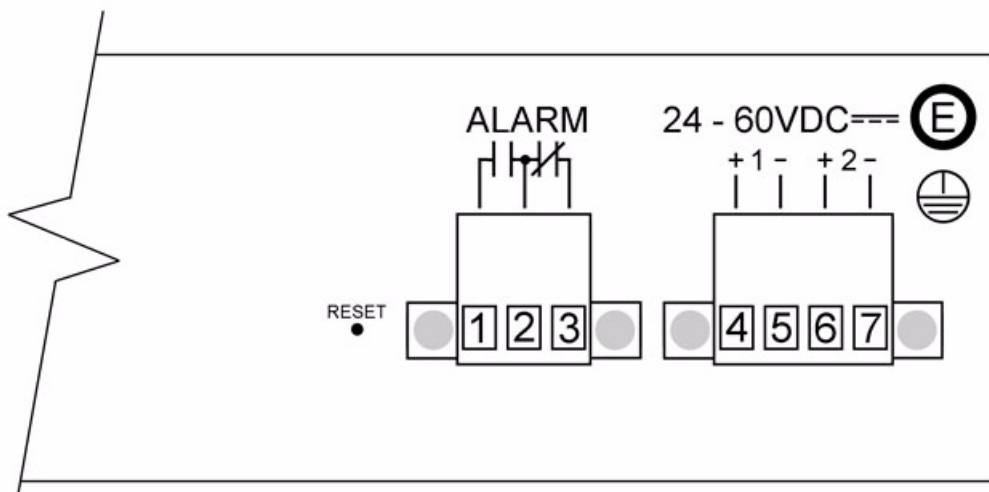 ALARM
24 - 60VDC
E
+ 1 - + 2 -
RESET
1 2 3
4 5 6 7